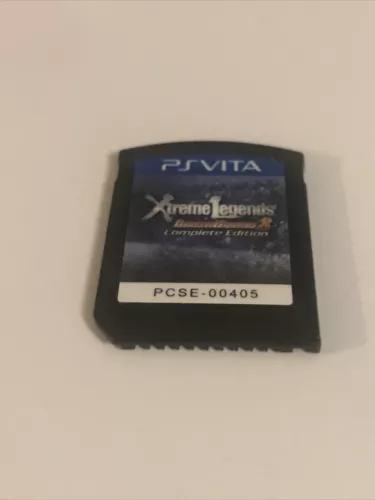 PSVITA
Xtreme Legends
Complete Edition
PCSE-00405